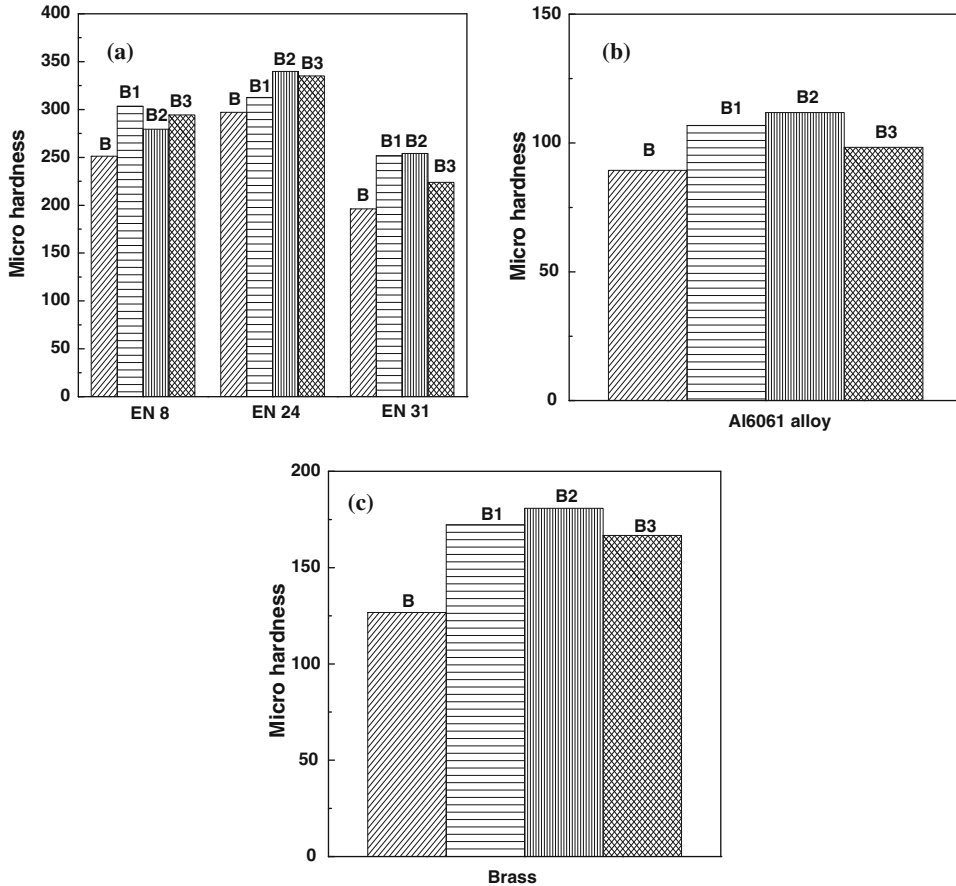 (a)
Micro hardness
400
350
300
250
200
150
100
50
0
B
B1
B2
B3
B
B1
B2
B3
B
B1
B2
B3
EN 8
EN 24
EN 31
(b)
Micro hardness
150
100
50
0
B
B1
B2
B3
Al6061 alloy
(c)
Micro hardness
200
150
100
50
0
B
B1
B2
B3
Brass